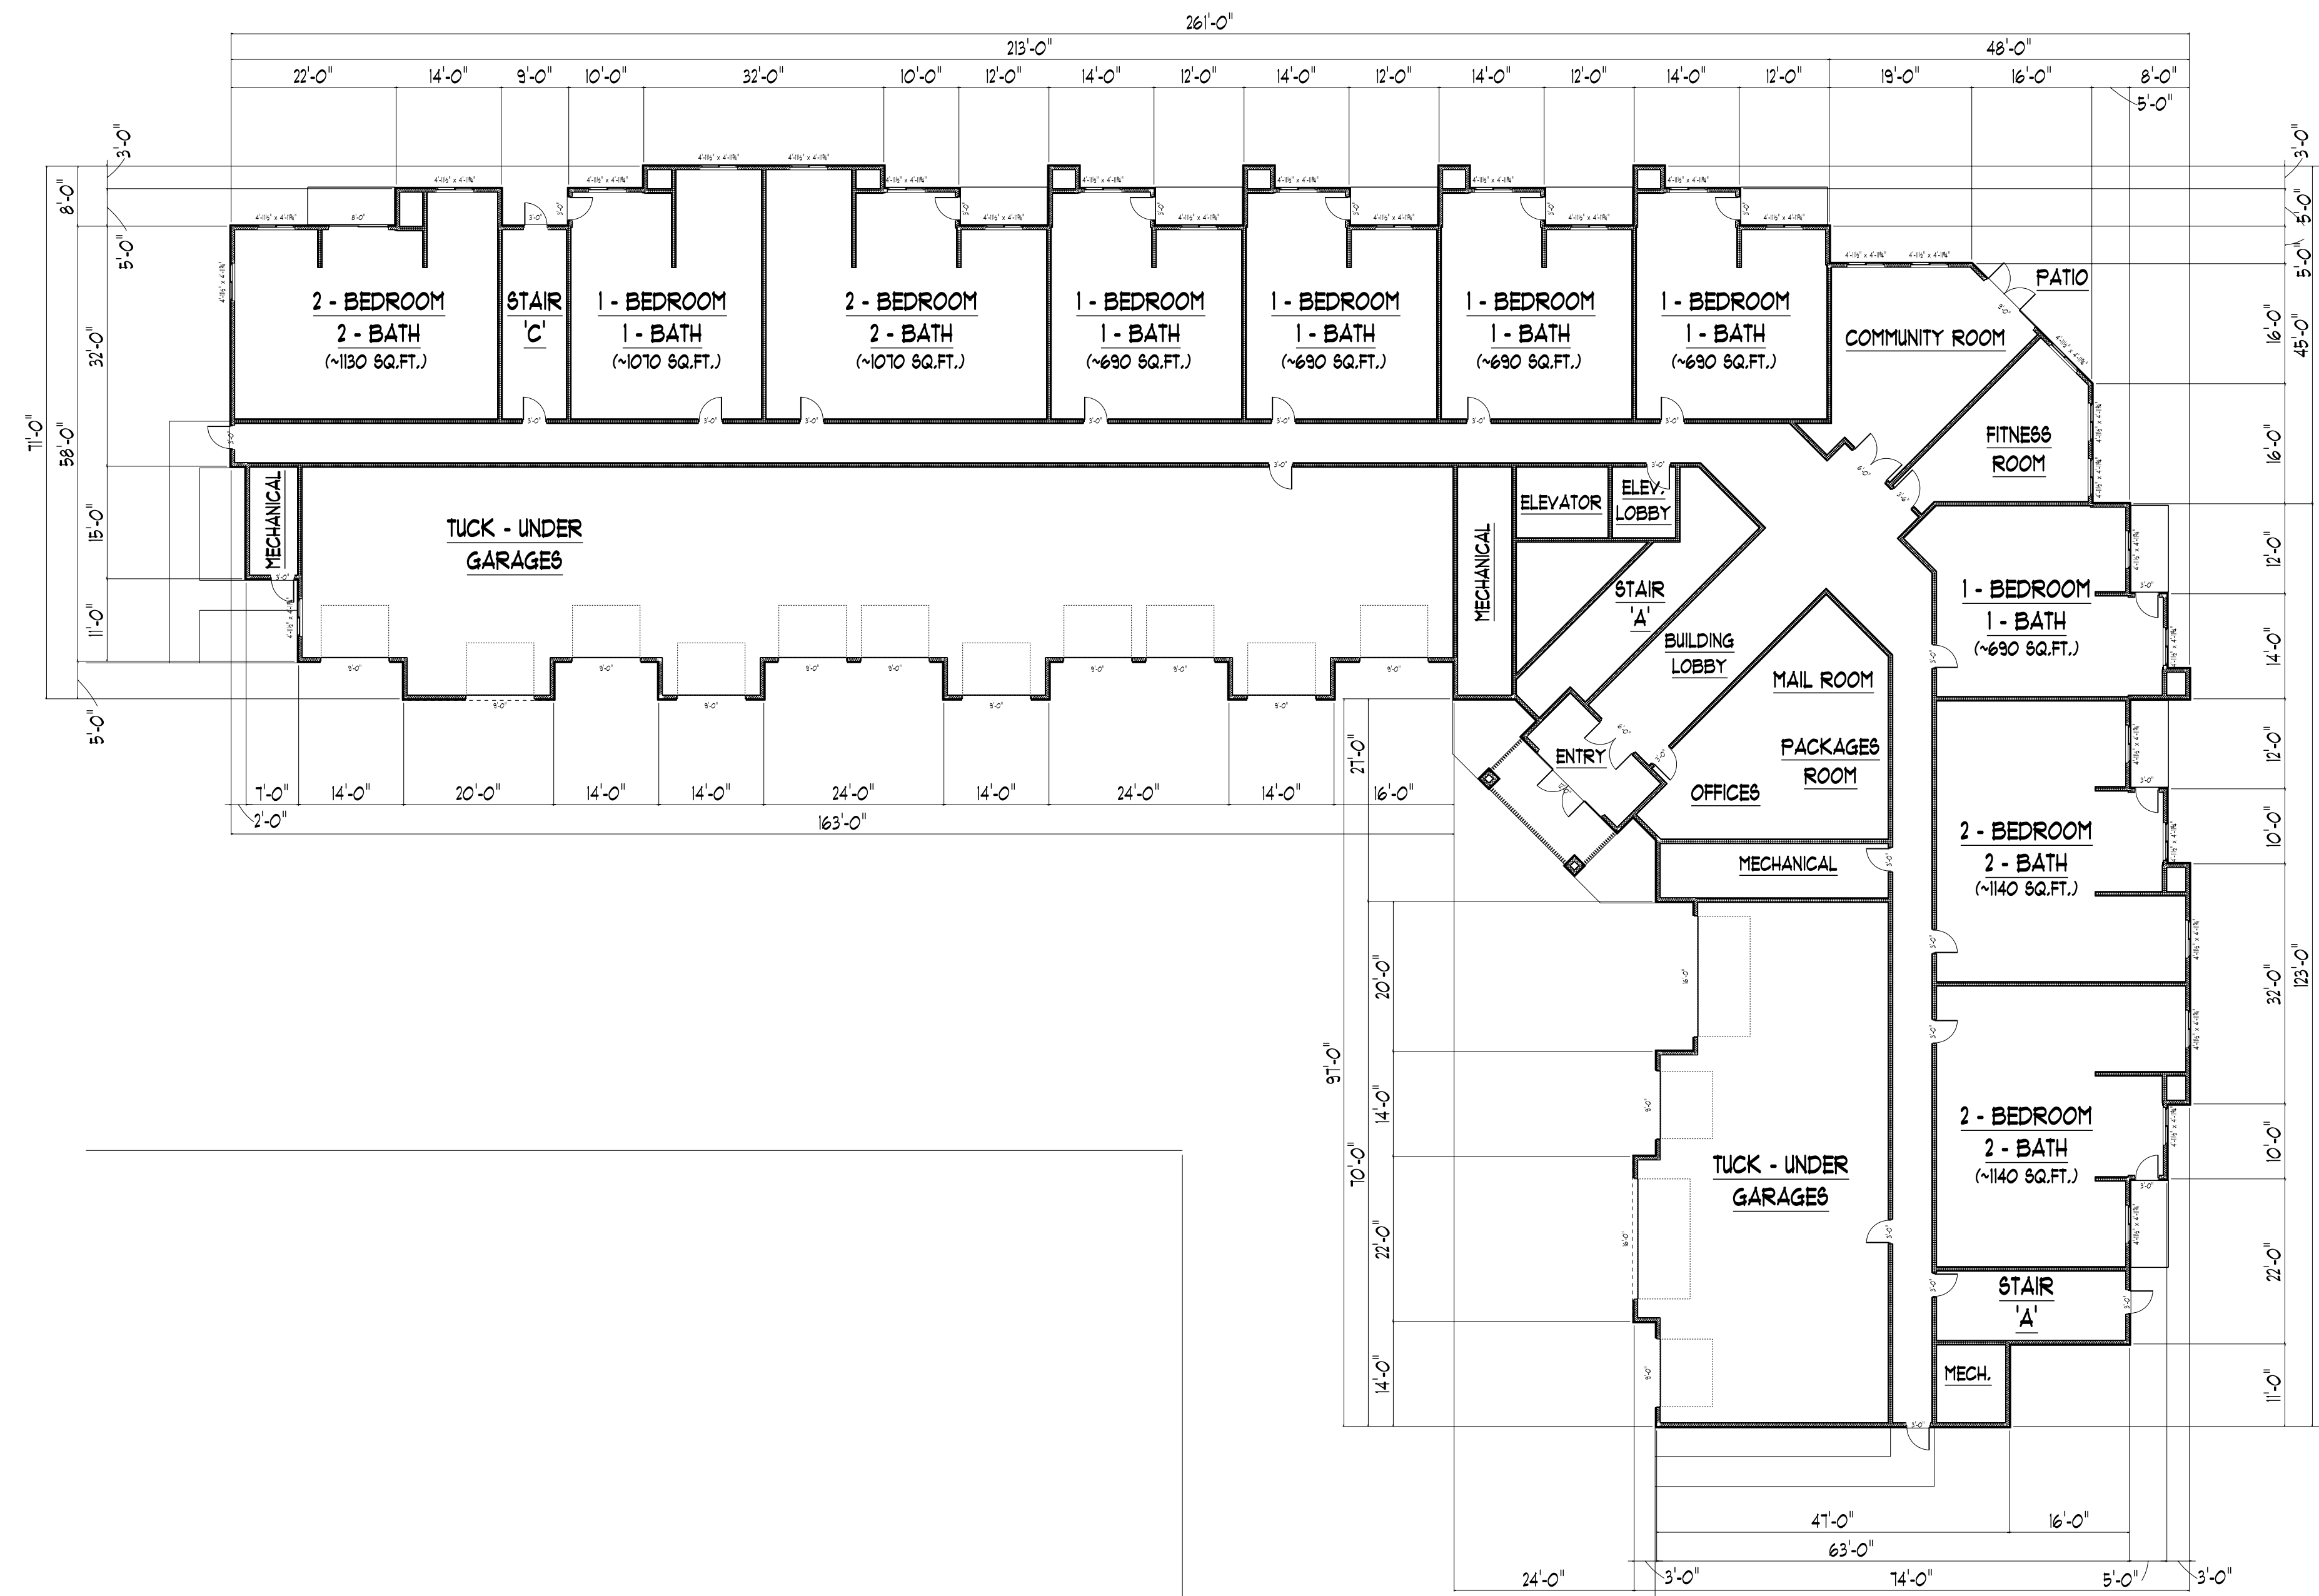 261'-0"
213'-0"
48'-0"
22'-0"
14'-0"
9'-0"
10'-0"
32'-0"
10'-0"
12'-0"
14'-0"
12'-0"
14'-0"
12'-0"
14'-0"
12'-0"
14'-0"
12'-0"
19'-0"
16'-0"
8'-0"
5'-0"
3'-0"
8'-0"
5'-0"
32'-0"
71'-0"
58'-0"
15'-0"
11'-0"
5'-0"
2 - BEDROOM
2 - BATH
(~1130 SQ.FT.)
STAIR
'C'
1 - BEDROOM
1 - BATH
(~1070 SQ.FT.)
2 - BEDROOM
2 - BATH
(~1070 SQ.FT.)
1 - BEDROOM
1 - BATH
(~690 SQ.FT.)
1 - BEDROOM
1 - BATH
(~690 SQ.FT.)
1 - BEDROOM
1 - BATH
(~690 SQ.FT.)
1 - BEDROOM
1 - BATH
(~690 SQ.FT.)
COMMUNITY ROOM
PATIO
FITNESS
ROOM
MECHANICAL
TUCK - UNDER
GARAGES
MECHANICAL
ELEVATOR
ELEV.
LOBBY
STAIR
'A'
BUILDING
LOBBY
ENTRY
MAIL ROOM
PACKAGES
ROOM
OFFICES
MECHANICAL
1 - BEDROOM
1 - BATH
(~690 SQ.FT.)
2 - BEDROOM
2 - BATH
(~1140 SQ.FT.)
2 - BEDROOM
2 - BATH
(~1140 SQ.FT.)
TUCK - UNDER
GARAGES
STAIR
'A'
MECH.
7'-0"
14'-0"
20'-0"
14'-0"
14'-0"
24'-0"
14'-0"
24'-0"
14'-0"
16'-0"
2'-0"
163'-0"
27'-0"
97'-0"
70'-0"
20'-0"
14'-0"
22'-0"
14'-0"
3'-0"
5'-0"
5'-0"
16'-0"
45'-0"
16'-0"
12'-0"
14'-0"
12'-0"
10'-0"
32'-0"
123'-0"
10'-0"
22'-0"
11'-0"
47'-0"
16'-0"
63'-0"
24'-0"
3'-0"
74'-0"
5'-0"
3'-0"